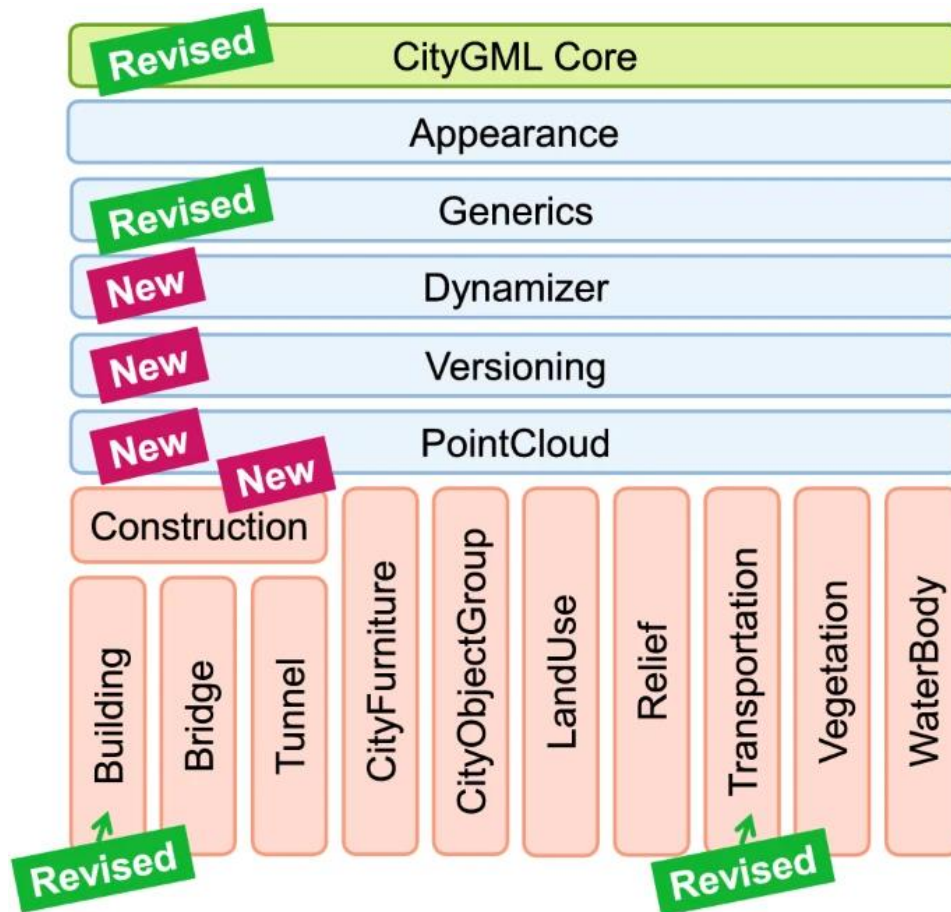 Revised
CityGML Core
Appearance
Revised
Generics
New
Dynamizer
New
Versioning
New
PointCloud
New
Construction
Building
Bridge
Tunnel
CityFurniture
CityObjectGroup
LandUse
Relief
Transportation
Vegetation
WaterBody
Revised
Revised